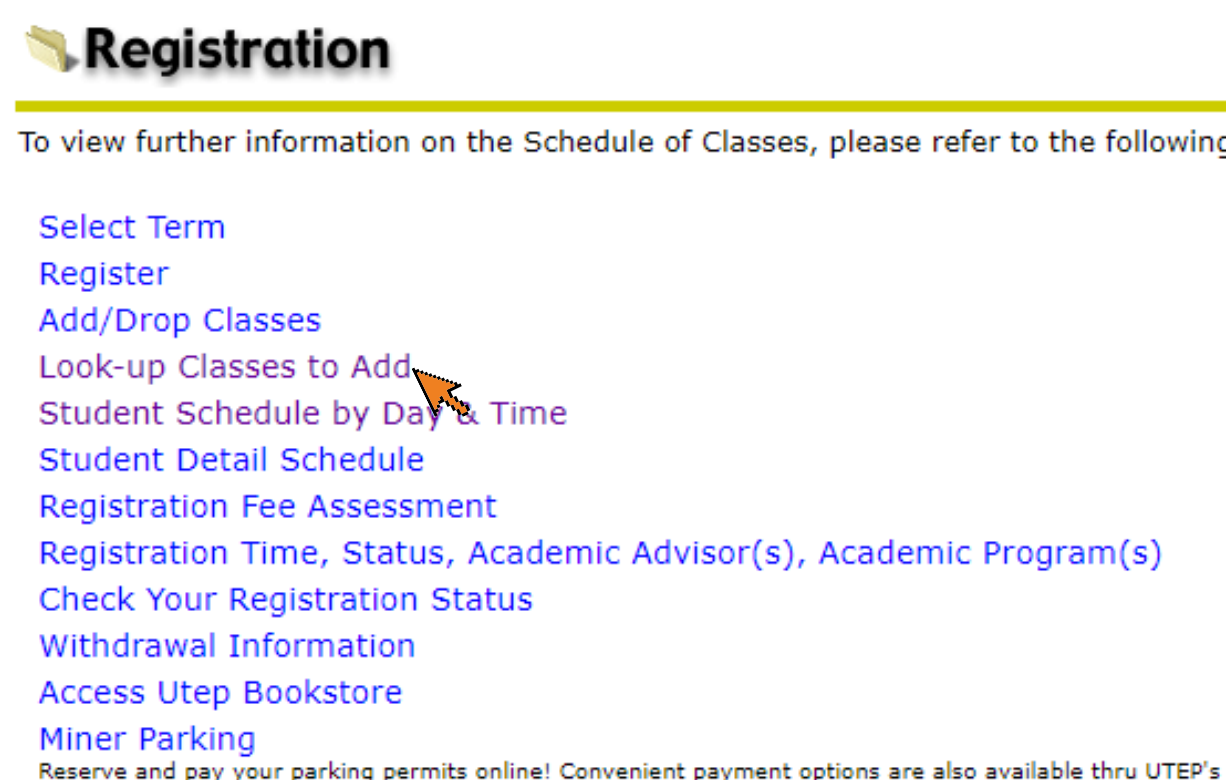 Registration
To view further information on the Schedule of Classes, please refer to the following
Select Term
Register
Add/Drop Classes
Look-up Classes to Add
Student Schedule by Day & Time
Student Detail Schedule
Registration Fee Assessment
Registration Time, Status, Academic Advisor(s), Academic Program(s)
Check Your Registration Status
Withdrawal Information
Access Utep Bookstore
Miner Parking
Reserve and pay your parking permits online! Convenient payment options are also available thru UTEP's